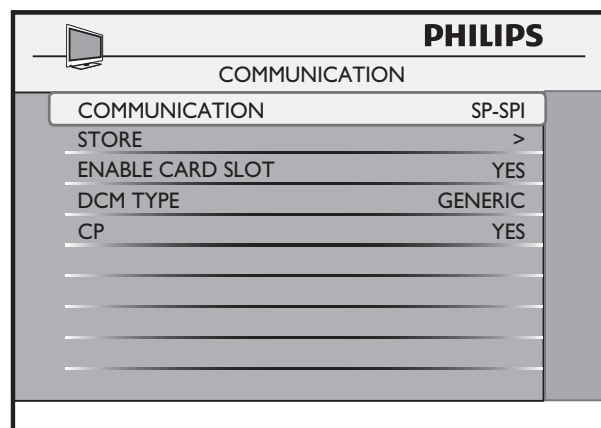 PHILIPS
COMMUNICATION
COMMUNICATION SP-SPI
STORE >
ENABLE CARD SLOT YES
DCM TYPE GENERIC
CP YES